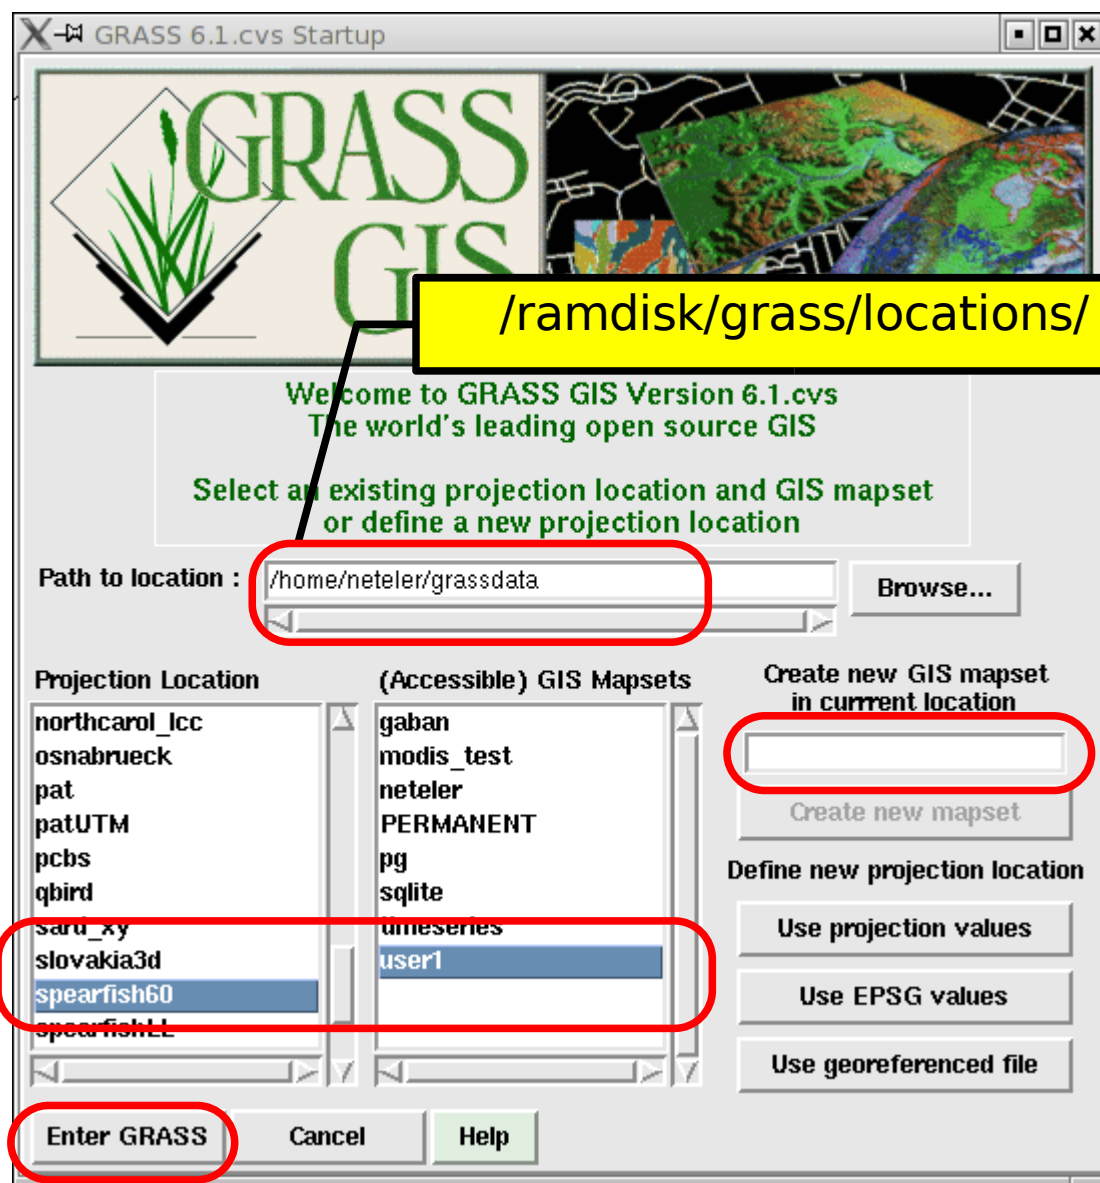 GRASS 6.1.cvs Startup
GRASS
GIS
/ramdisk/grass/locations/
Welcome to GRASS GIS Version 6.1.cvs
The world's leading open source GIS
Select an existing projection location and GIS mapset
or define a new projection location
Path to location :
/home/neteler/grassdata
Browse...
Projection Location
northcarol_lcc
osnabrueck
pat
patUTM
pcbs
qbird
sard_xy
slovakia3d
spearfish60
spearfishLL
(Accessible) GIS Mapsets
gaban
modis_test
neteler
PERMANENT
pg
sqlite
timeseries
user1
Create new GIS mapset
in currrent location
Create new mapset
Define new projection location
Use projection values
Use EPSG values
Use georeferenced file
Enter GRASS
Cancel
Help